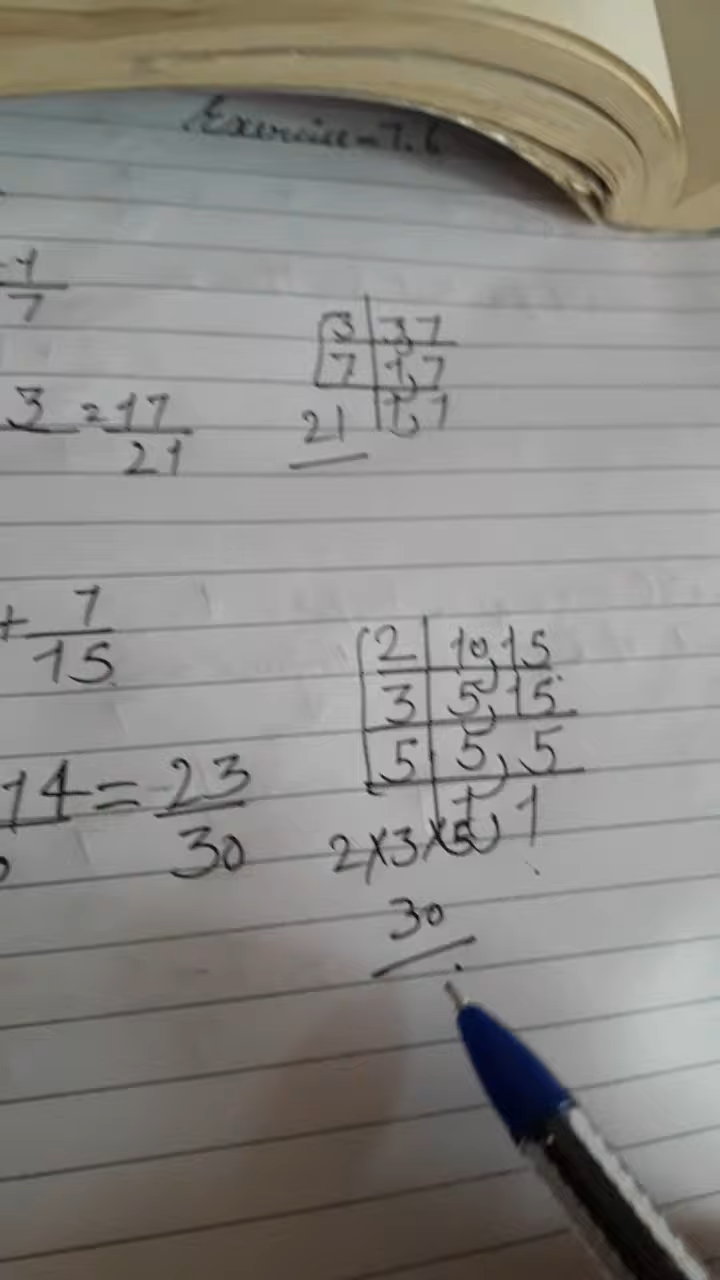 Exercise-7.6
+ 1/7
3 | 3, 7
7 | 1, 7
21 | 1, 1
3 = 17/21
+ 7/15
2 | 10, 15
3 | 5, 15
5 | 5, 5
1, 1
14 = 23/30
2×3×5
30